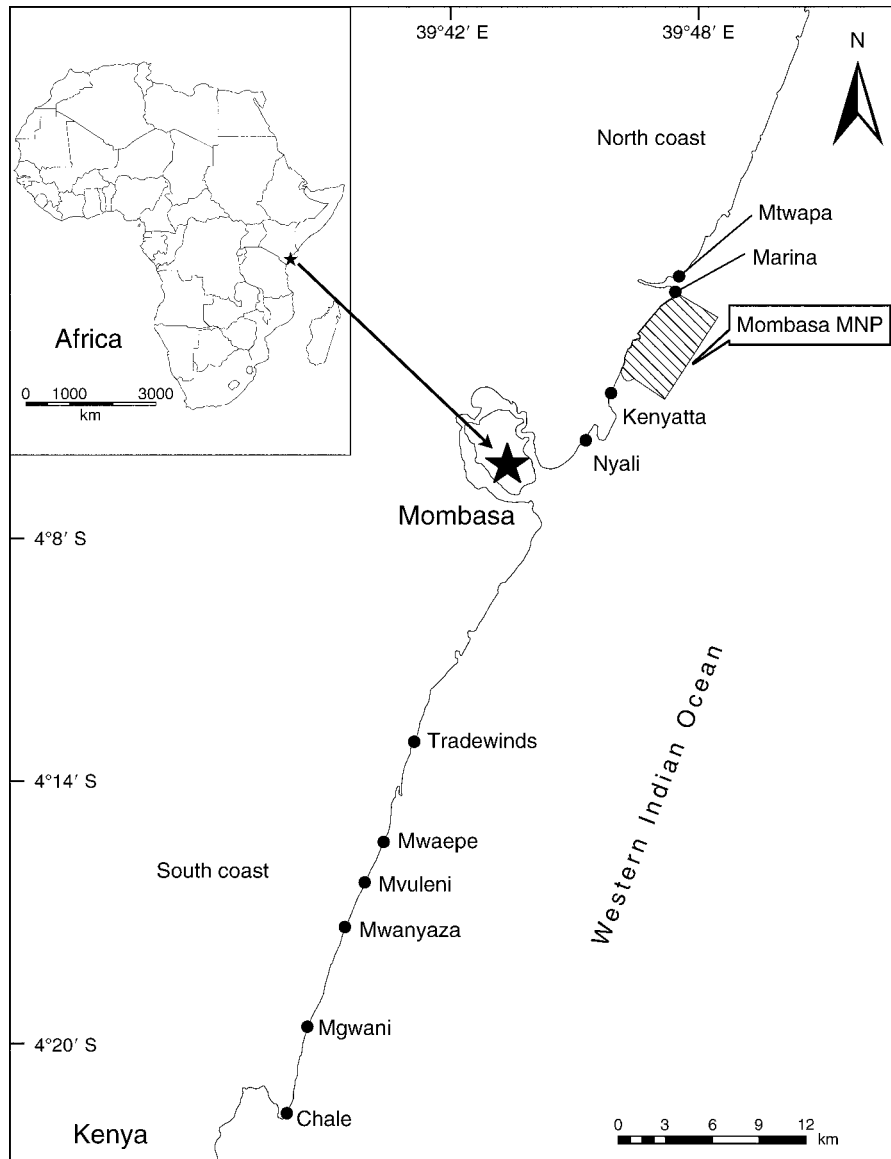 39°42′ E
39°48′ E
N
North coast
Mtwapa
Marina
Mombasa MNP
Africa
0 1000 3000
km
Kenyatta
Nyali
Mombasa
4°8′ S
Tradewinds
4°14′ S
Mwaepe
South coast
Mvuleni
Mwanyaza
Western Indian Ocean
Mgwani
4°20′ S
Chale
Kenya
0 3 6 9 12
km